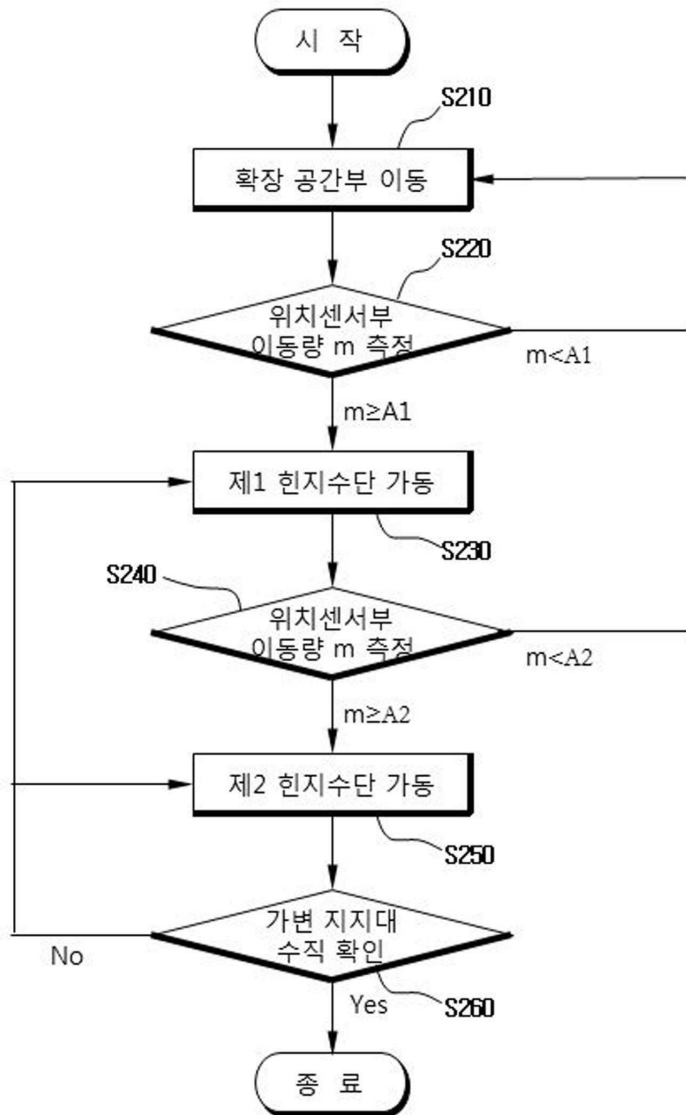 시 작
S210
확장 공간부 이동
S220
위치센서부
이동량 m 측정
m<A1
m≥A1
제1 힌지수단 가동
S230
S240
위치센서부
이동량 m 측정
m<A2
m≥A2
제2 힌지수단 가동
S250
가변 지지대
수직 확인
No
Yes
S260
종 료